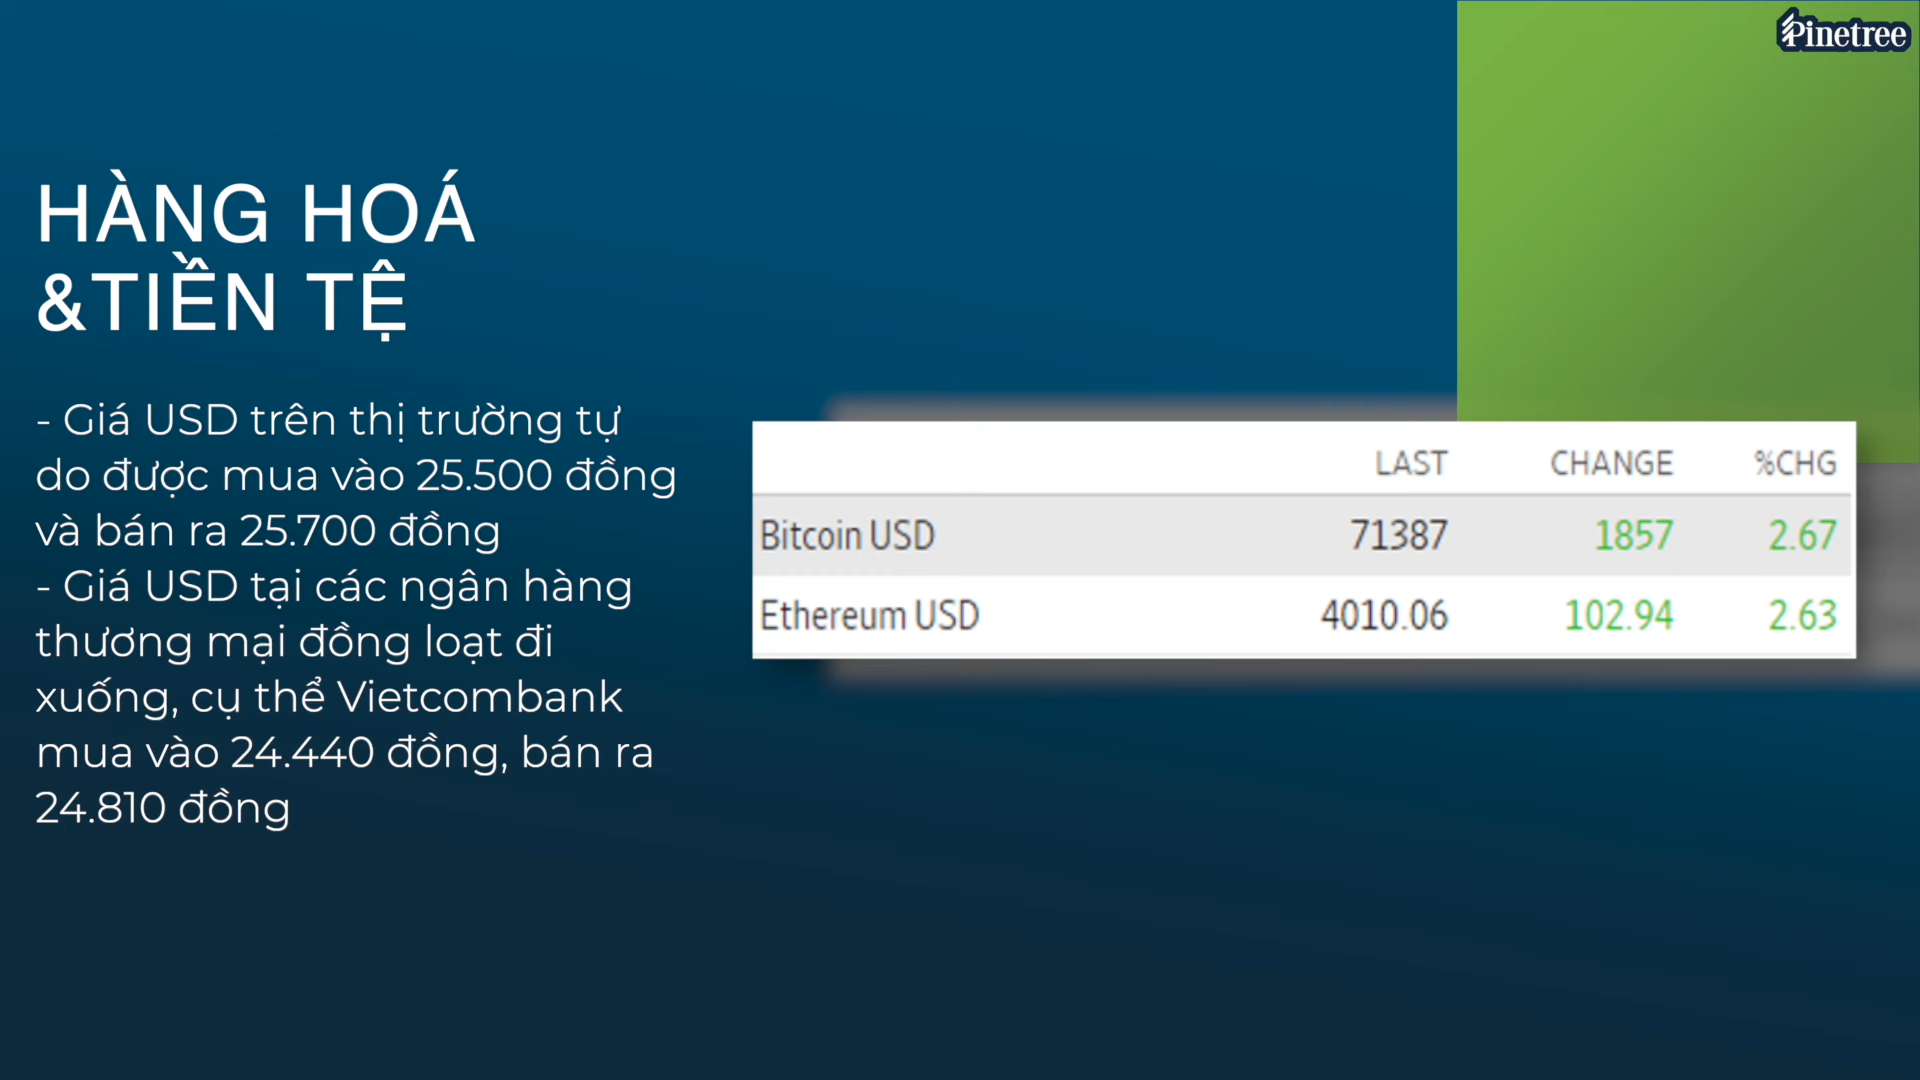 Pinetree
HÀNG HOÁ
&TIỀN TỆ
- Giá USD trên thị trường tự
do được mua vào 25.500 đồng
và bán ra 25.700 đồng
- Giá USD tại các ngân hàng
thương mại đồng loạt đi
xuống, cụ thể Vietcombank
mua vào 24.440 đồng, bán ra
24.810 đồng
LAST CHANGE %CHG
Bitcoin USD 71387 1857 2.67
Ethereum USD 4010.06 102.94 2.63